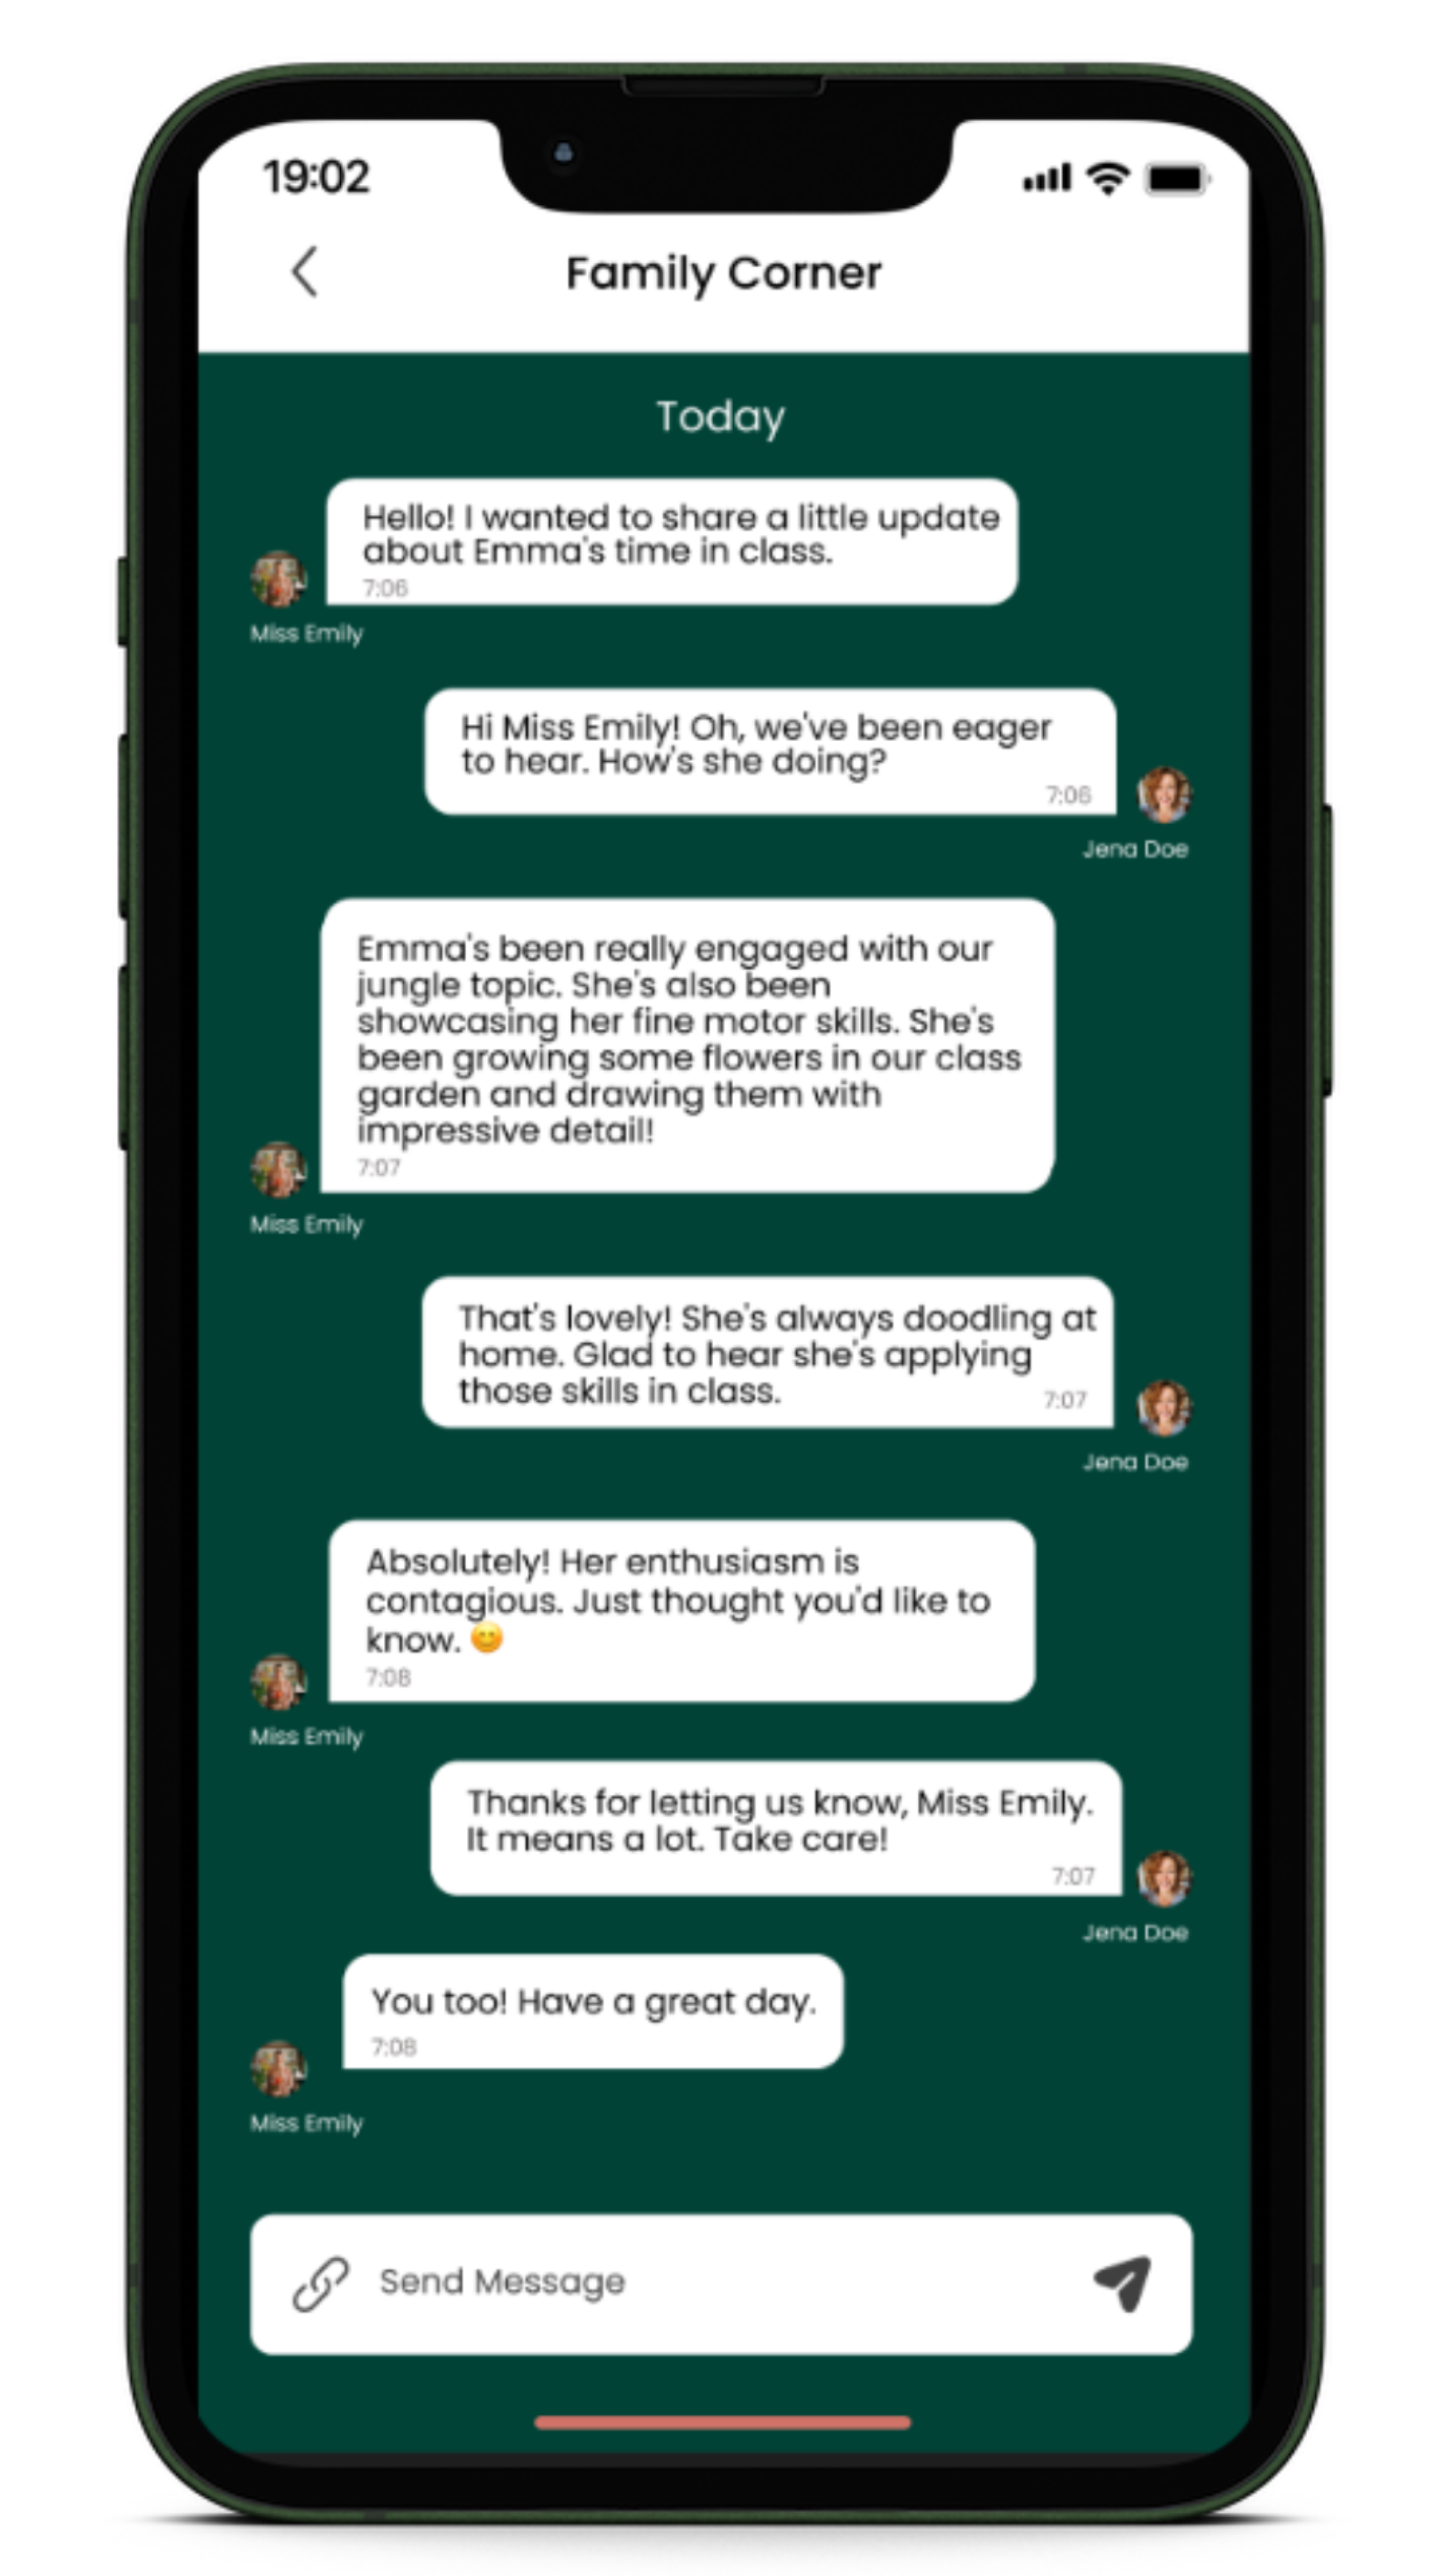 19:02
Family Corner
Today
Hello! I wanted to share a little update
about Emma's time in class.
7:06
Miss Emily
Hi Miss Emily! Oh, we've been eager
to hear. How's she doing?
7:06
Jena Doe
Emma's been really engaged with our
jungle topic. She's also been
showcasing her fine motor skills. She's
been growing some flowers in our class
garden and drawing them with
impressive detail!
7:07
Miss Emily
That's lovely! She's always doodling at
home. Glad to hear she's applying
those skills in class.
7:07
Jena Doe
Absolutely! Her enthusiasm is
contagious. Just thought you'd like to
know. 😊
7:08
Miss Emily
Thanks for letting us know, Miss Emily.
It means a lot. Take care!
7:07
Jena Doe
You too! Have a great day.
7:08
Miss Emily
Send Message